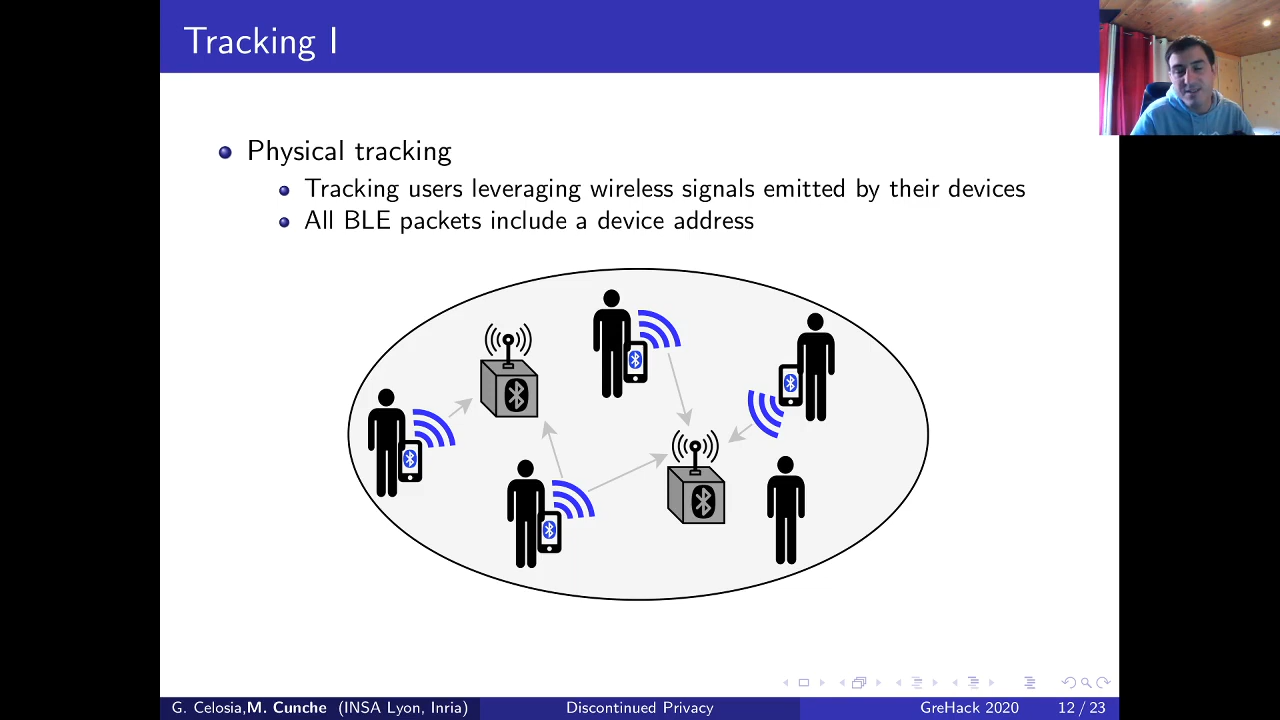 Tracking I
Physical tracking
Tracking users leveraging wireless signals emitted by their devices
All BLE packets include a device address
G. Celosia,M. Cunche (INSA Lyon, Inria)
Discontinued Privacy
GreHack 2020
12 / 23